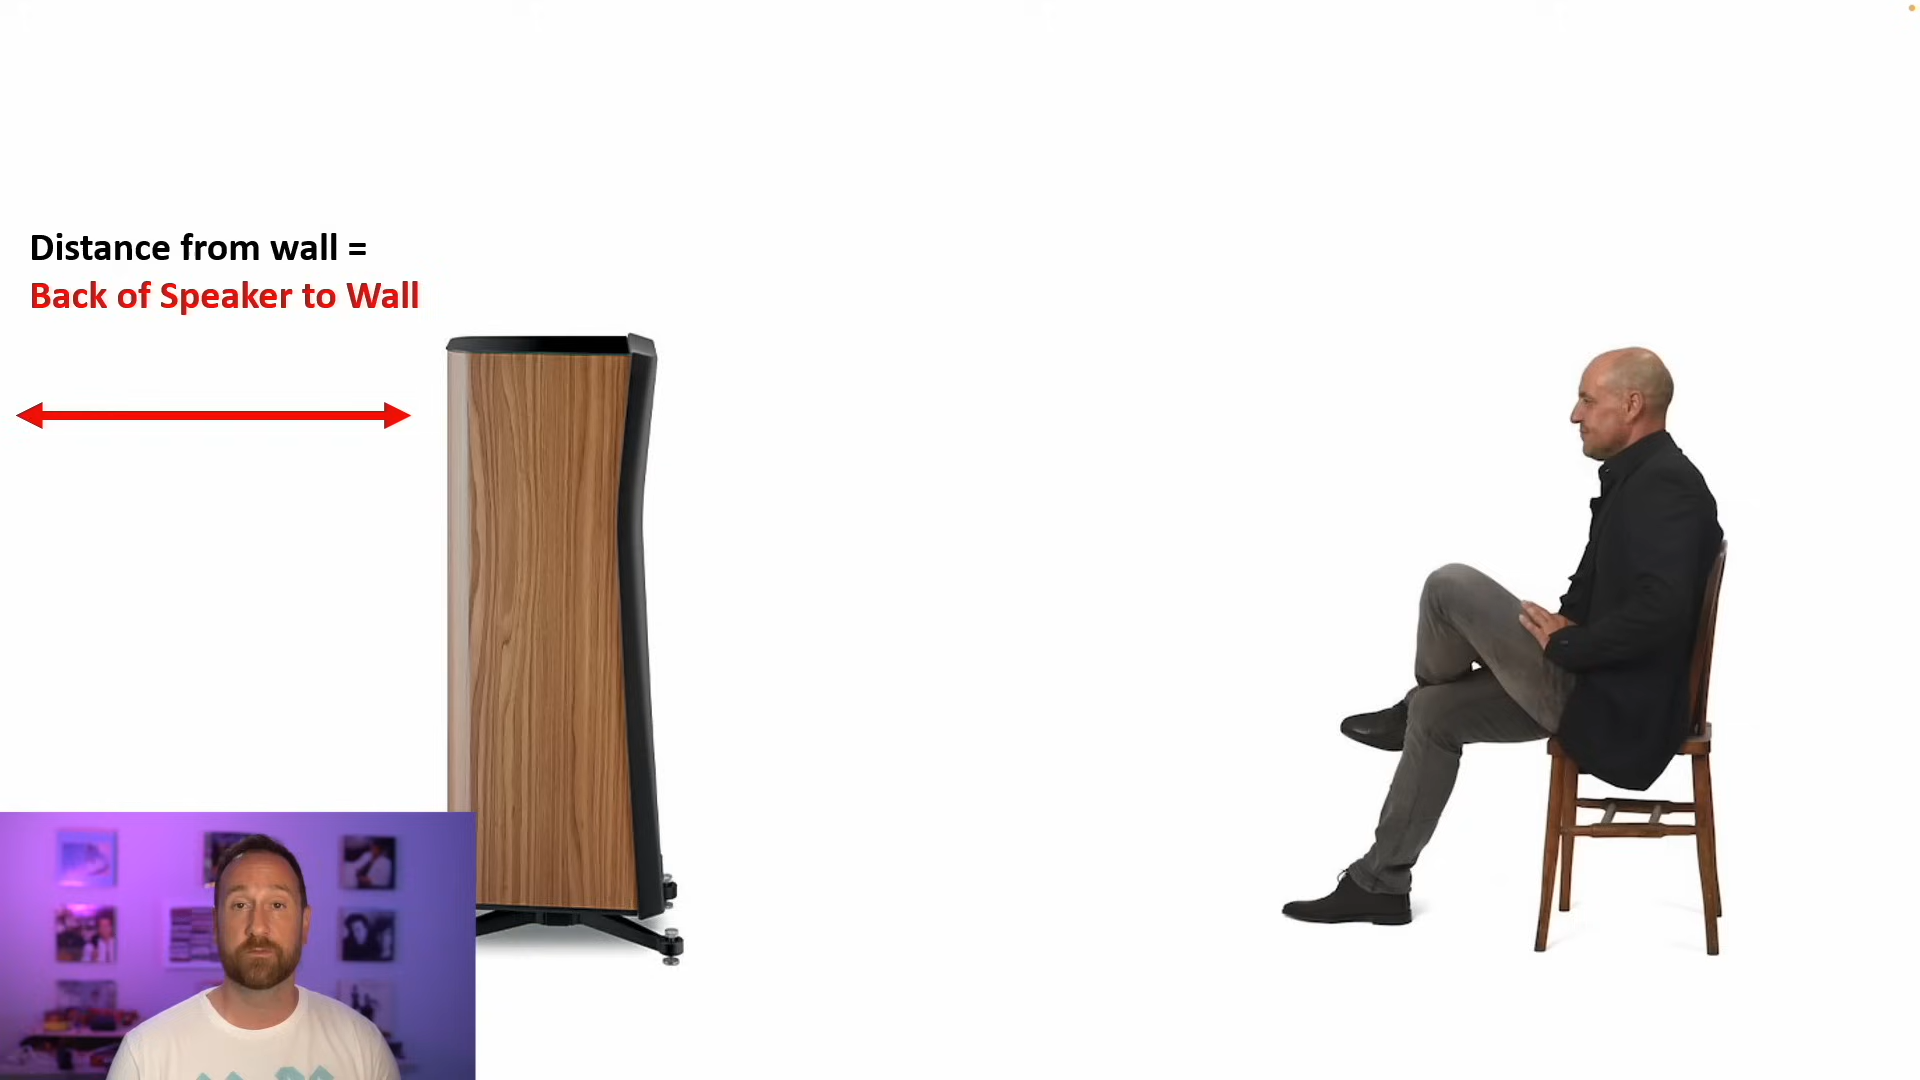 Distance from wall =
Back of Speaker to Wall